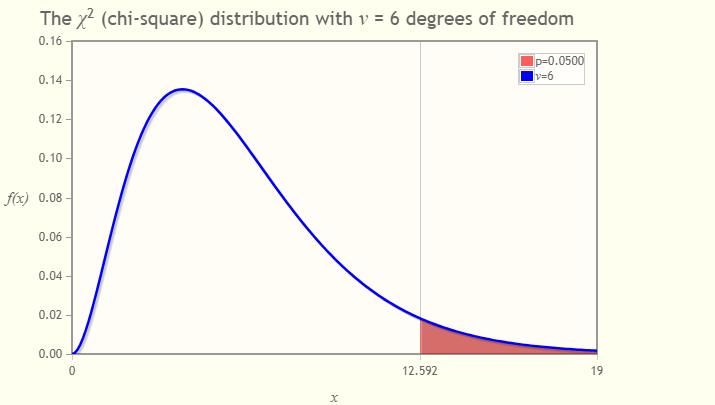 The χ² (chi-square) distribution with ν = 6 degrees of freedom
0.16
p=0.0500
ν=6
0.14
0.12
0.10
f(x)
0.08
0.06
0.04
0.02
0.00
0
12.592
19
x